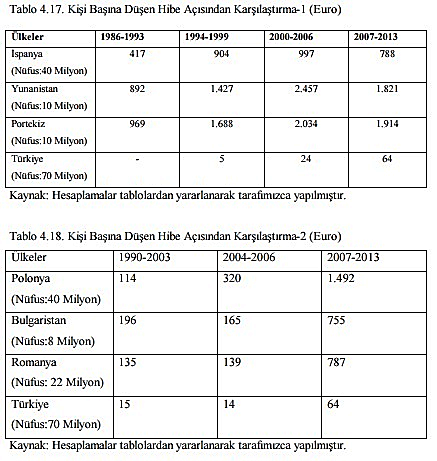 Tablo 4.17. Kişi Başına Düşen Hibe Açısından Karşılaştırma-1 (Euro)
Ülkeler 1986-1993 1994-1999 2000-2006 2007-2013
İspanya 417 904 997 788
(Nüfus:40 Milyon)
Yunanistan 892 1.427 2.457 1.821
(Nüfus:10 Milyon)
Portekiz 969 1.688 2.034 1.914
(Nüfus:10 Milyon)
Türkiye - 5 24 64
(Nüfus:70 Milyon)
Kaynak: Hesaplamalar tablolardan yararlanarak tarafımızca yapılmıştır.
Tablo 4.18. Kişi Başına Düşen Hibe Açısından Karşılaştırma-2 (Euro)
Ülkeler 1990-2003 2004-2006 2007-2013
Polonya 114 320 1.492
(Nüfus:40 Milyon)
Bulgaristan 196 165 755
(Nüfus:8 Milyon)
Romanya 135 139 787
(Nüfus: 22 Milyon)
Türkiye 15 14 64
(Nüfus:70 Milyon)
Kaynak: Hesaplamalar tablolardan yararlanarak tarafımızca yapılmıştır.